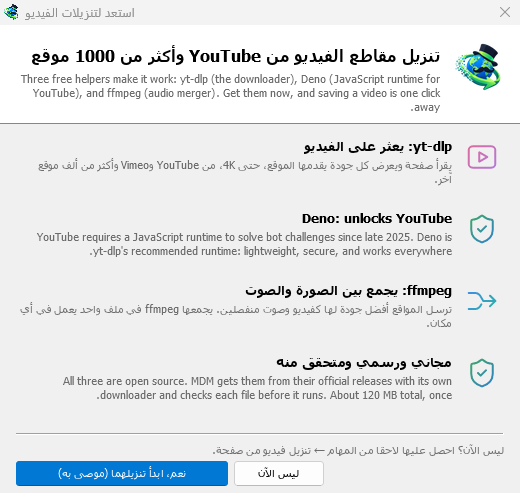 استعد لتنزيلات الفيديو
تنزيل مقاطع الفيديو من YouTube وأكثر من 1000 موقع
Three free helpers make it work: yt-dlp (the downloader), Deno (JavaScript runtime for
YouTube), and ffmpeg (audio merger). Get them now, and saving a video is one click
away.
yt-dlp: يعثر على الفيديو
يقرأ صفحة ويعرض كل جودة يقدمها الموقع، حتى 4K، من YouTube وVimeo وأكثر من ألف موقع
آخر.
Deno: unlocks YouTube
YouTube requires a JavaScript runtime to solve bot challenges since late 2025. Deno is
yt-dlp's recommended runtime: lightweight, secure, and works everywhere.
ffmpeg: يجمع بين الصورة والصوت
ترسل المواقع أفضل جودة لها كفيديو وصوت منفصلين. يجمعها ffmpeg في ملف واحد يعمل في أي
مكان.
مجاني ورسمي ومتحقق منه
All three are open source. MDM gets them from their official releases with its own
downloader and checks each file before it runs. About 120 MB total, once.
ليس الآن؟ احصل عليها لاحقا من المهام ← تنزيل فيديو من صفحة.
ليس الآن
نعم، ابدأ تنزيلهما (موصى به)